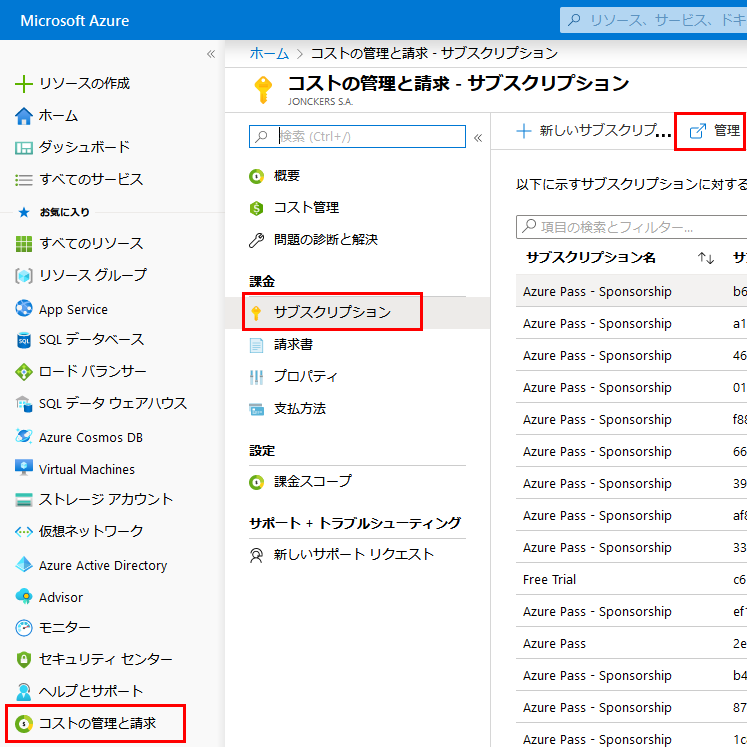 Microsoft Azure
リソース、サービス、ドキ
«
リソースの作成
ホーム
ダッシュボード
すべてのサービス
お気に入り
すべてのリソース
リソース グループ
App Service
SQL データベース
ロード バランサー
SQL データ ウェアハウス
Azure Cosmos DB
Virtual Machines
ストレージ アカウント
仮想ネットワーク
Azure Active Directory
Advisor
モニター
セキュリティ センター
ヘルプとサポート
コストの管理と請求
ホーム > コストの管理と請求 - サブスクリプション
コストの管理と請求 - サブスクリプション
JONCKERS S.A.
検索 (Ctrl+/)
«
概要
コスト管理
問題の診断と解決
課金
サブスクリプション
請求書
プロパティ
支払方法
設定
課金スコープ
サポート + トラブルシューティング
新しいサポート リクエスト
新しいサブスクリプ...
管理
以下に示すサブスクリプションに対する
項目の検索とフィルター...
サブスクリプション名 ↑↓ サ
Azure Pass - Sponsorship b6
Azure Pass - Sponsorship a1
Azure Pass - Sponsorship 46
Azure Pass - Sponsorship 01
Azure Pass - Sponsorship f88
Azure Pass - Sponsorship 66
Azure Pass - Sponsorship 39
Azure Pass - Sponsorship af8
Azure Pass - Sponsorship 33
Free Trial c6
Azure Pass - Sponsorship ef1
Azure Pass 2e
Azure Pass - Sponsorship b4
Azure Pass - Sponsorship 87
Azure Pass - Sponsorship 1c